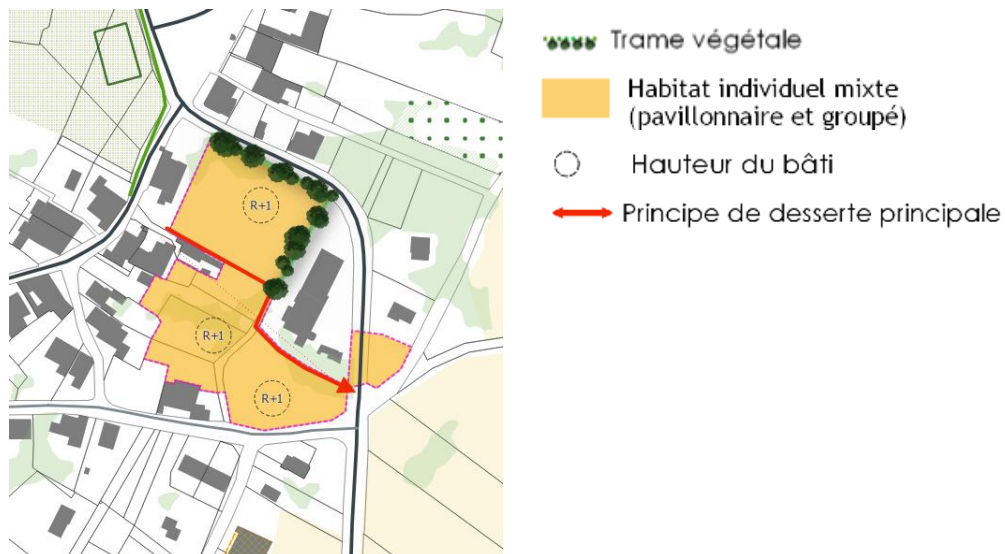 R+1
R+1
R+1
Trame végétale
Habitat individuel mixte
(pavillonnaire et groupé)
Hauteur du bâti
Principe de desserte principale